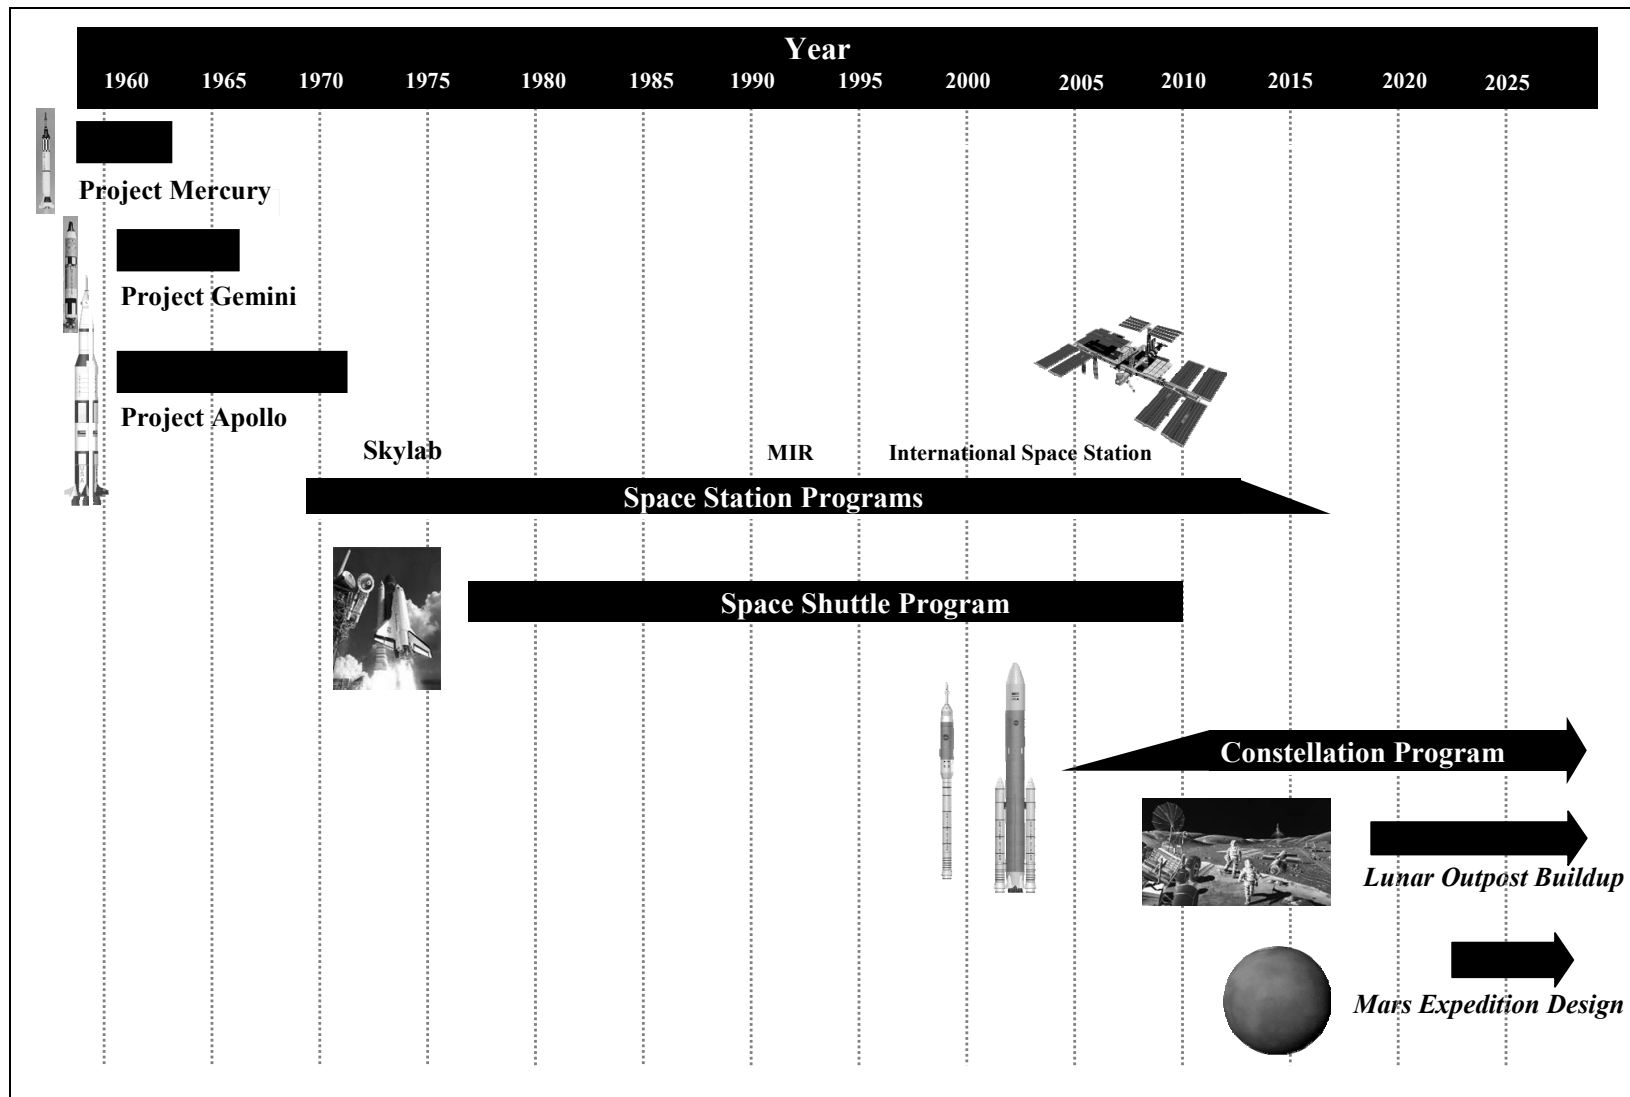 Year
1960 1965 1970 1975 1980 1985 1990 1995 2000 2005 2010 2015 2020 2025
Project Mercury
Project Gemini
Project Apollo
Skylab MIR International Space Station
Space Station Programs
Space Shuttle Program
Constellation Program
Lunar Outpost Buildup
Mars Expedition Design